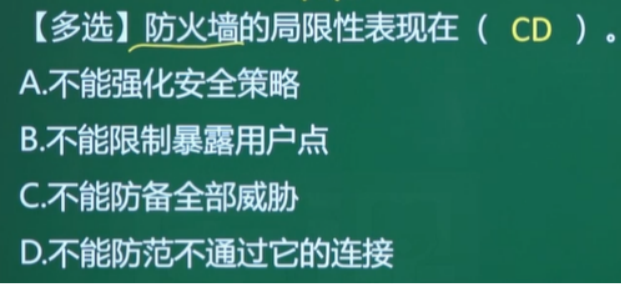 【多选】防火墙的局限性表现在（ CD ）。
A.不能强化安全策略
B.不能限制暴露用户点
C.不能防备全部威胁
D.不能防范不通过它的连接